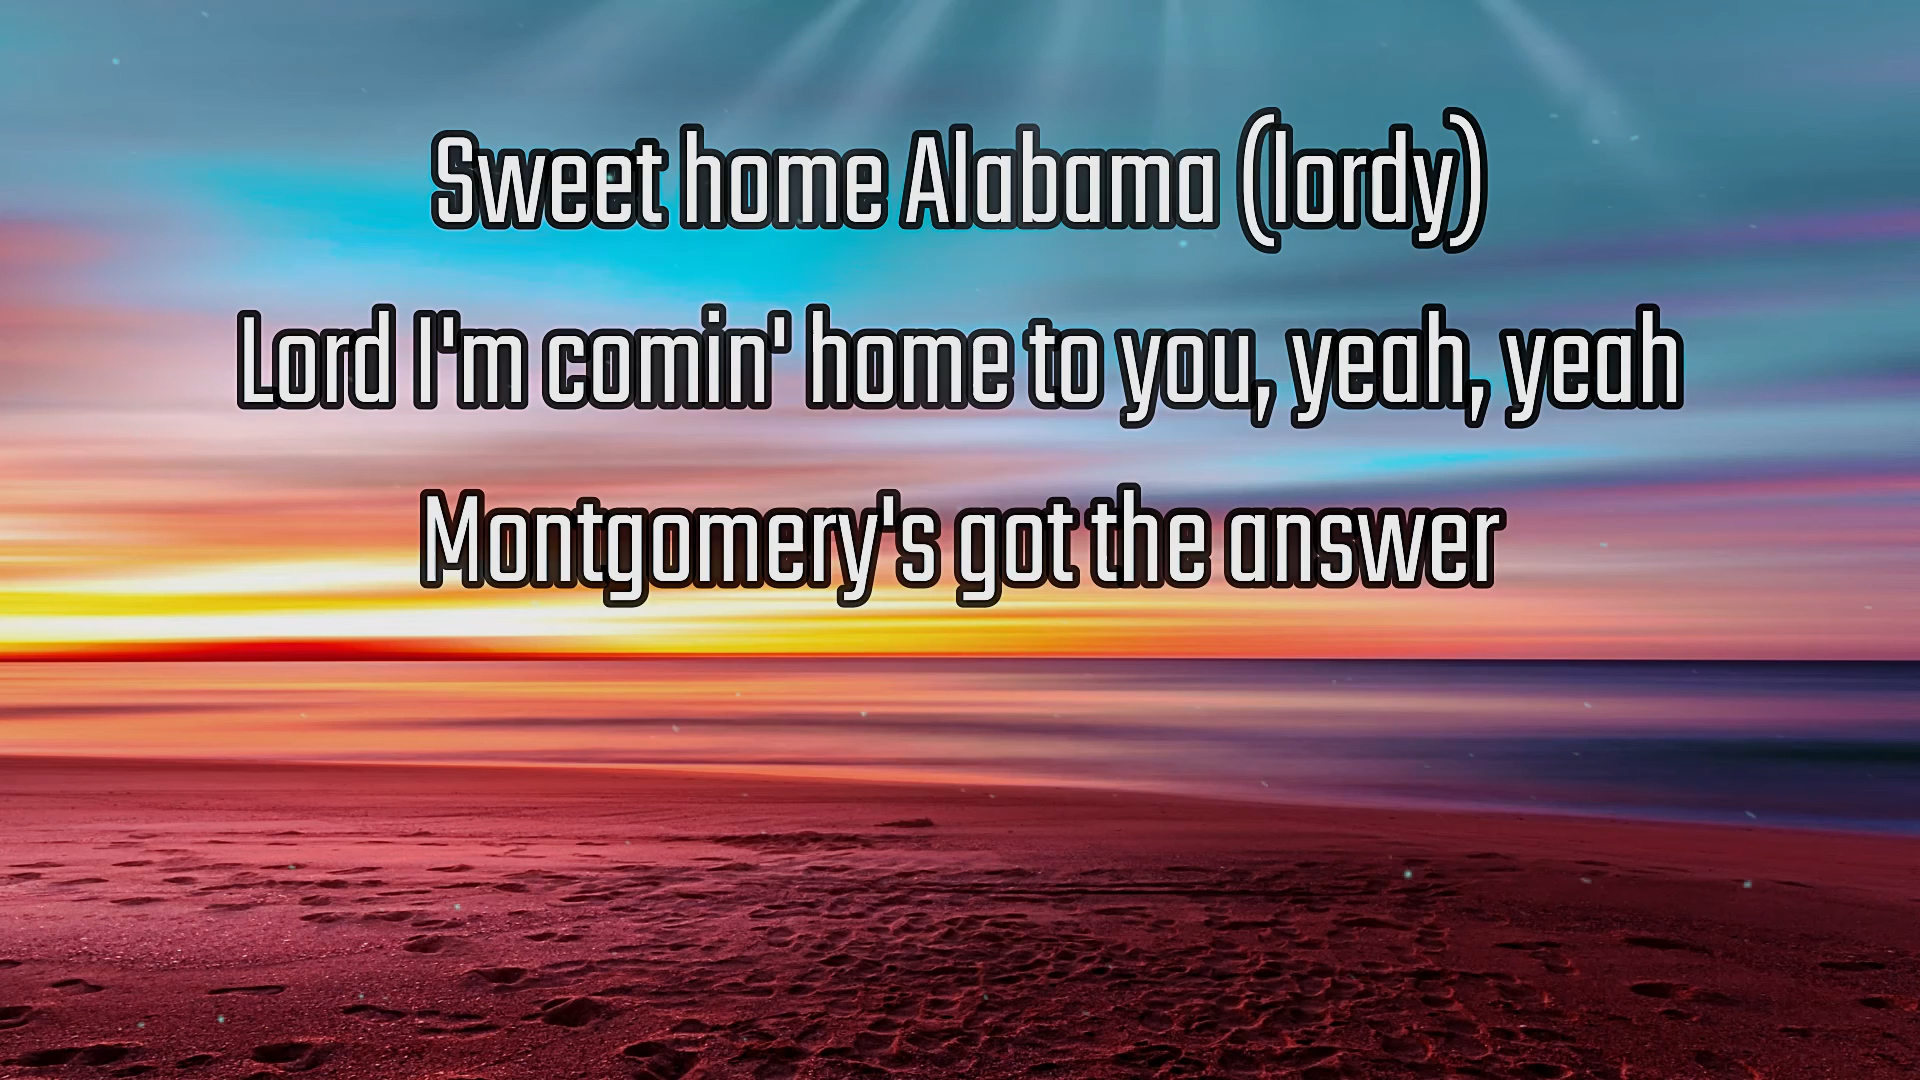 Sweet home Alabama (lordy)
Lord I'm comin' home to you, yeah, yeah
Montgomery's got the answer